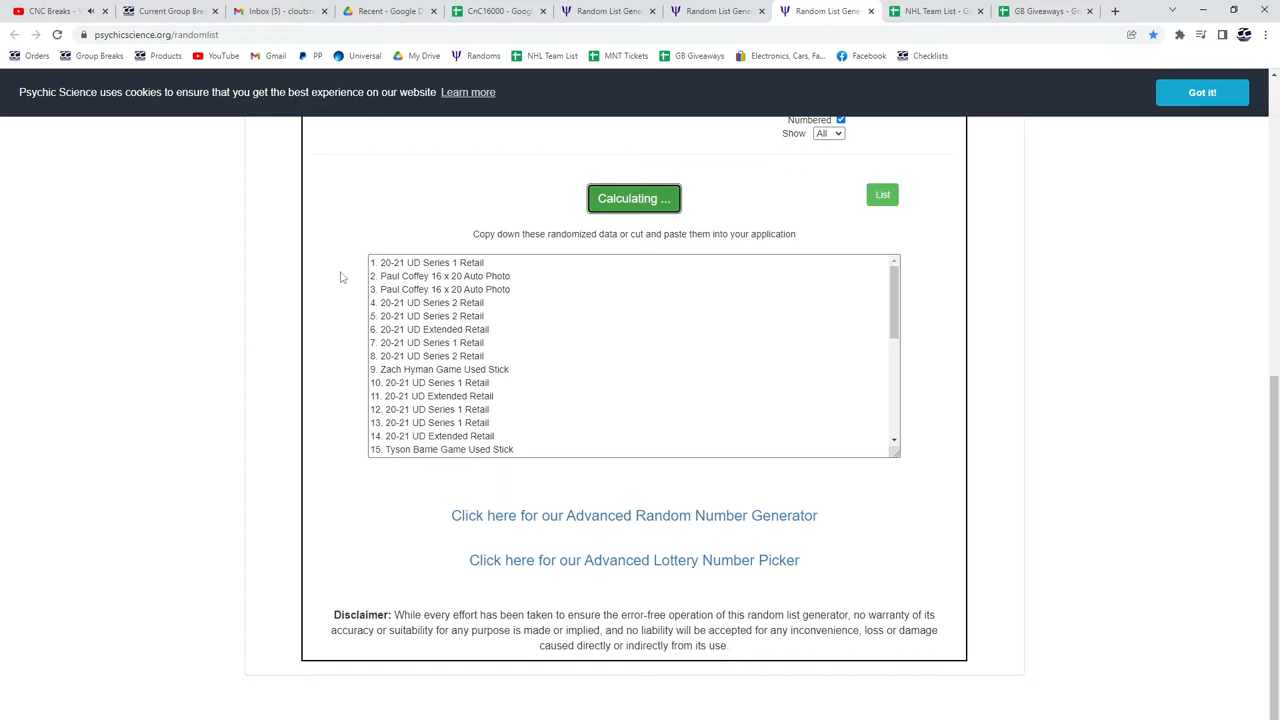 CNC Breaks - 
Current Group Breaks
Inbox (5) - cloutsn
Recent - Google D
CnC16000 - Goog
Random List Gene
Random List Gene
Random List Gene
NHL Team List - Go
GB Giveaways - Goo
psychicscience.org/randomlist
Orders
Group Breaks
Products
YouTube
Gmail
PP
Universal
My Drive
Randoms
NHL Team List
MNT Tickets
GB Giveaways
Electronics, Cars, Fa...
Facebook
Checklists
Psychic Science uses cookies to ensure that you get the best experience on our website Learn more
Got it!
Numbered
Show All
Calculating ...
List
Copy down these randomized data or cut and paste them into your application
1. 20-21 UD Series 1 Retail
2. Paul Coffey 16 x 20 Auto Photo
3. Paul Coffey 16 x 20 Auto Photo
4. 20-21 UD Series 2 Retail
5. 20-21 UD Series 2 Retail
6. 20-21 UD Extended Retail
7. 20-21 UD Series 1 Retail
8. 20-21 UD Series 2 Retail
9. Zach Hyman Game Used Stick
10. 20-21 UD Series 1 Retail
11. 20-21 UD Extended Retail
12. 20-21 UD Series 1 Retail
13. 20-21 UD Series 1 Retail
14. 20-21 UD Extended Retail
15. Tyson Barrie Game Used Stick
Click here for our Advanced Random Number Generator
Click here for our Advanced Lottery Number Picker
Disclaimer: While every effort has been taken to ensure the error-free operation of this random list generator, no warranty of its
accuracy or suitability for any purpose is made or implied, and no liability will be accepted for any inconvenience, loss or damage
caused directly or indirectly from its use.